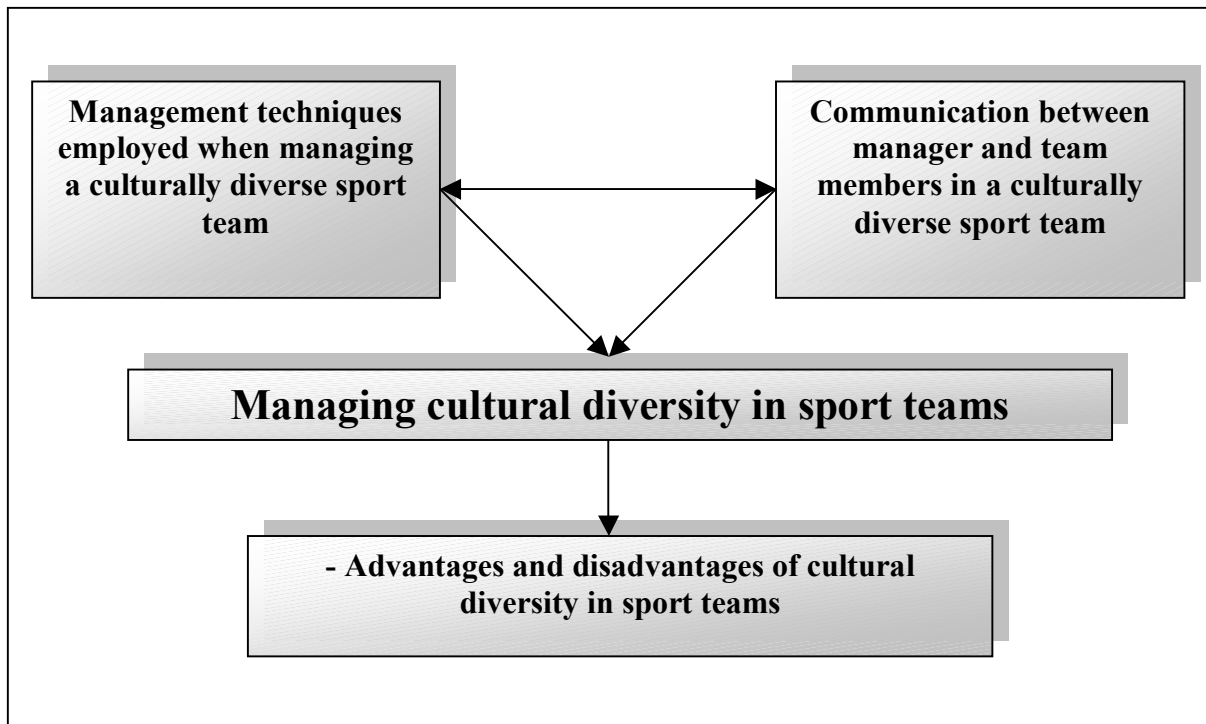 Management techniques
employed when managing
a culturally diverse sport
team
Communication between
manager and team
members in a culturally
diverse sport team
Managing cultural diversity in sport teams
- Advantages and disadvantages of cultural
diversity in sport teams